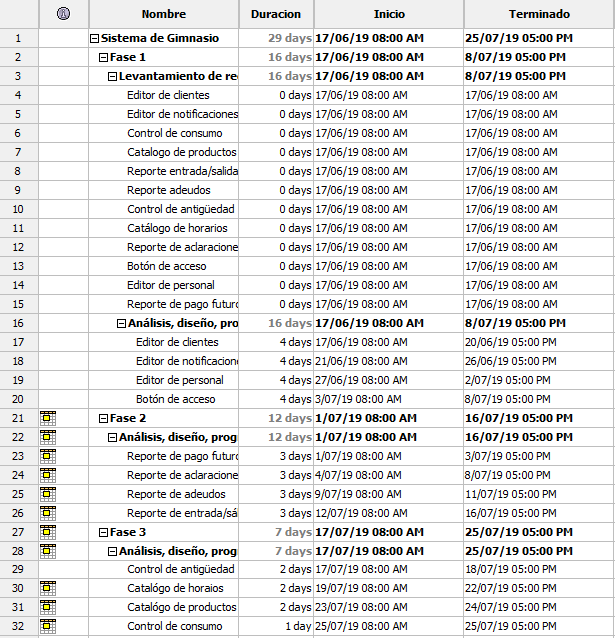 Nombre Duracion Inicio Terminado
1 Sistema de Gimnasio 29 days 17/06/19 08:00 AM 25/07/19 05:00 PM
2 Fase 1 16 days 17/06/19 08:00 AM 8/07/19 05:00 PM
3 Levantamiento de re 16 days 17/06/19 08:00 AM 8/07/19 05:00 PM
4 Editor de clientes 0 days 17/06/19 08:00 AM 17/06/19 08:00 AM
5 Editor de notificaciones 0 days 17/06/19 08:00 AM 17/06/19 08:00 AM
6 Control de consumo 0 days 17/06/19 08:00 AM 17/06/19 08:00 AM
7 Catalogo de productos 0 days 17/06/19 08:00 AM 17/06/19 08:00 AM
8 Reporte entrada/salida 0 days 17/06/19 08:00 AM 17/06/19 08:00 AM
9 Reporte adeudos 0 days 17/06/19 08:00 AM 17/06/19 08:00 AM
10 Control de antigüedad 0 days 17/06/19 08:00 AM 17/06/19 08:00 AM
11 Catálogo de horarios 0 days 17/06/19 08:00 AM 17/06/19 08:00 AM
12 Reporte de aclaracione 0 days 17/06/19 08:00 AM 17/06/19 08:00 AM
13 Botón de acceso 0 days 17/06/19 08:00 AM 17/06/19 08:00 AM
14 Editor de personal 0 days 17/06/19 08:00 AM 17/06/19 08:00 AM
15 Reporte de pago futuro 0 days 17/06/19 08:00 AM 17/06/19 08:00 AM
16 Análisis, diseño, pro 16 days 17/06/19 08:00 AM 8/07/19 05:00 PM
17 Editor de clientes 4 days 17/06/19 08:00 AM 20/06/19 05:00 PM
18 Editor de notificacion 4 days 21/06/19 08:00 AM 26/06/19 05:00 PM
19 Editor de personal 4 days 27/06/19 08:00 AM 2/07/19 05:00 PM
20 Botón de acceso 4 days 3/07/19 08:00 AM 8/07/19 05:00 PM
21 Fase 2 12 days 1/07/19 08:00 AM 16/07/19 05:00 PM
22 Análisis, diseño, prog 12 days 1/07/19 08:00 AM 16/07/19 05:00 PM
23 Reporte de pago futuro 3 days 1/07/19 08:00 AM 3/07/19 05:00 PM
24 Reporte de aclaracione 3 days 4/07/19 08:00 AM 8/07/19 05:00 PM
25 Reporte de adeudos 3 days 9/07/19 08:00 AM 11/07/19 05:00 PM
26 Reporte de entrada/sá 3 days 12/07/19 08:00 AM 16/07/19 05:00 PM
27 Fase 3 7 days 17/07/19 08:00 AM 25/07/19 05:00 PM
28 Análisis, diseño, prog 7 days 17/07/19 08:00 AM 25/07/19 05:00 PM
29 Control de antigüedad 2 days 17/07/19 08:00 AM 18/07/19 05:00 PM
30 Catalógo de horaios 2 days 19/07/19 08:00 AM 22/07/19 05:00 PM
31 Catalógo de productos 2 days 23/07/19 08:00 AM 24/07/19 05:00 PM
32 Control de consumo 1 day 25/07/19 08:00 AM 25/07/19 05:00 PM